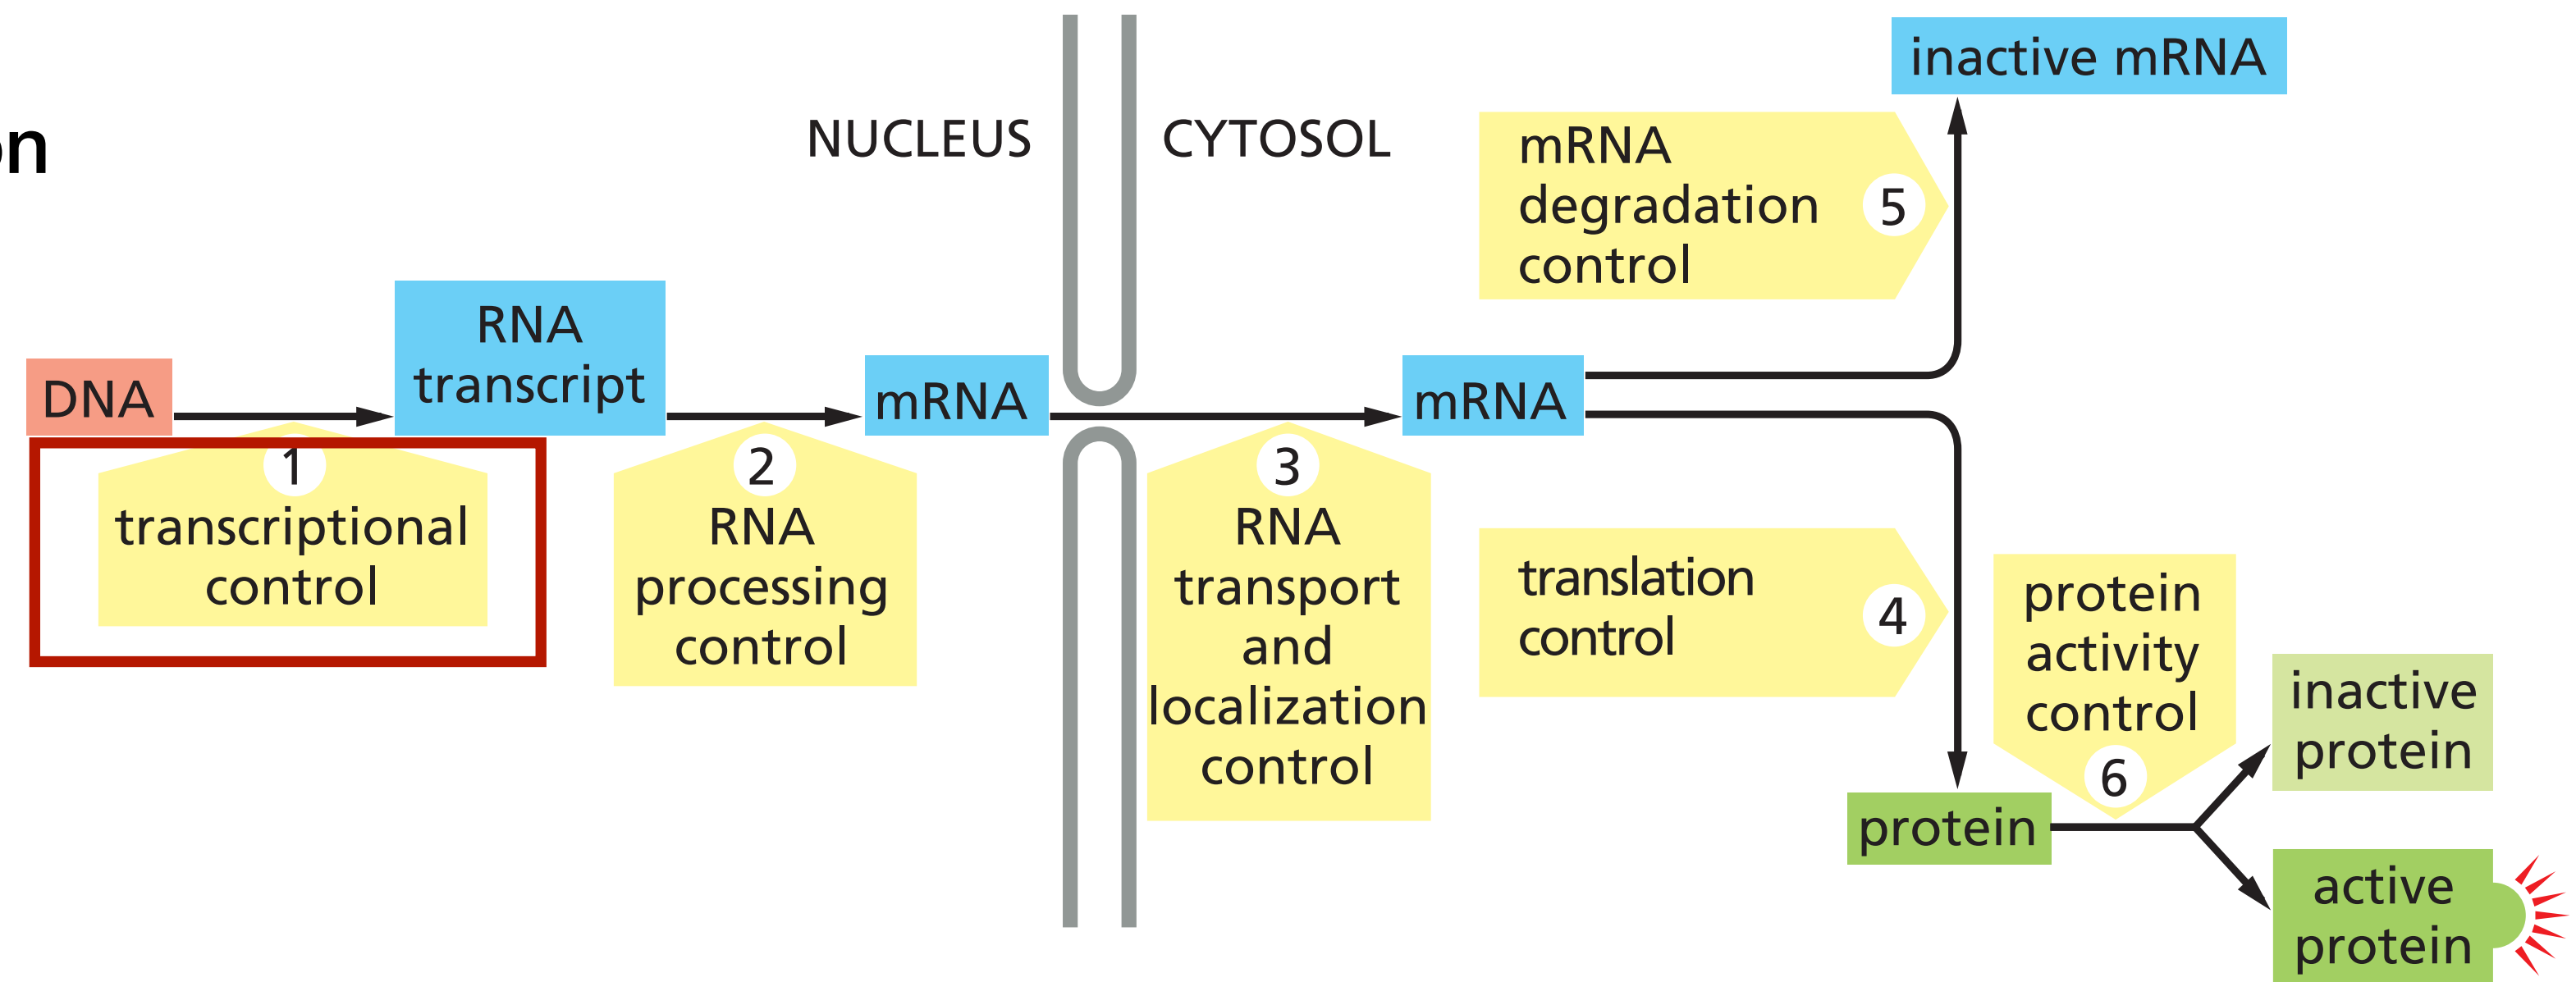 on
NUCLEUS
CYTOSOL
inactive mRNA
mRNA
degradation
control
5
DNA
RNA
transcript
mRNA
mRNA
1
transcriptional
control
2
RNA
processing
control
3
RNA
transport
and
localization
control
translation
control
4
protein
activity
control
6
inactive
protein
protein
active
protein